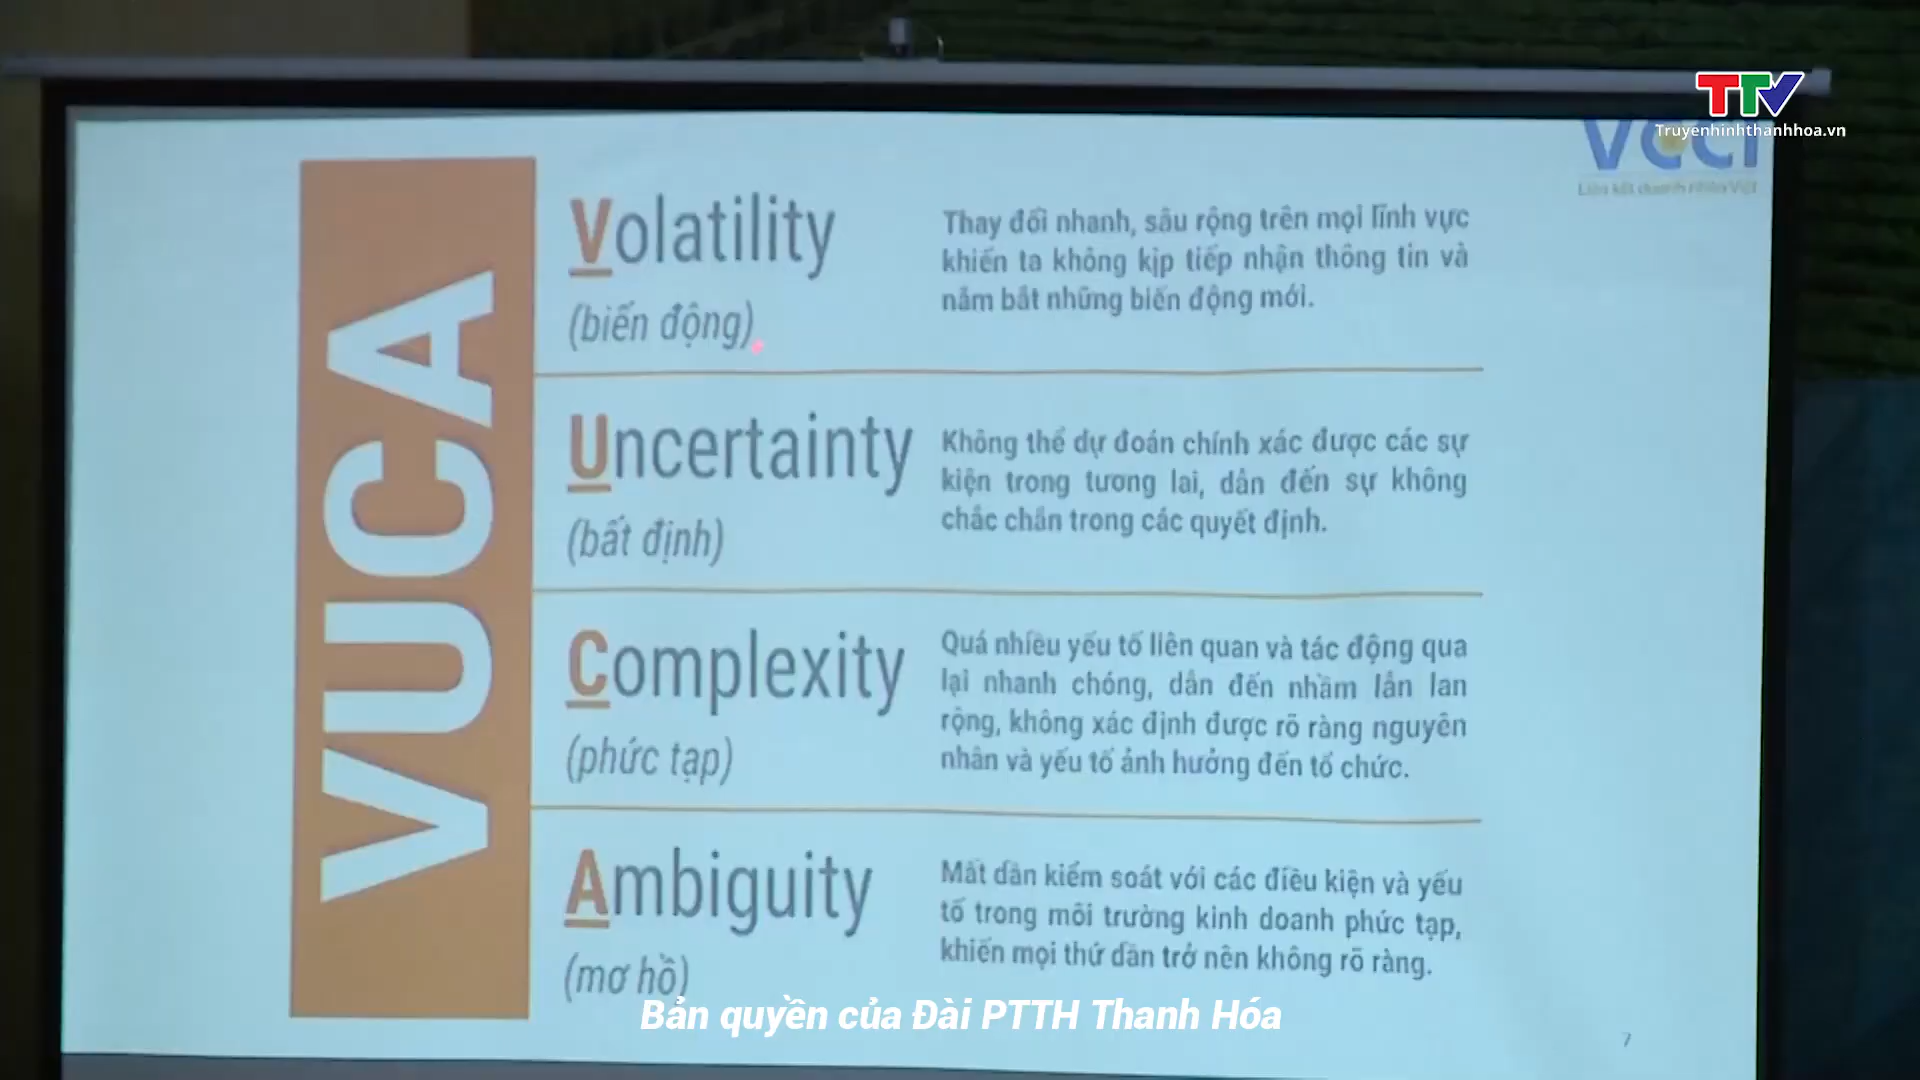 TTV
Truyenhinhthanhhoa.vn
VCCI
Liên kết doanh nhân Việt
VUCA
Volatility
(biến động)
Thay đổi nhanh, sâu rộng trên mọi lĩnh vực
khiến ta không kịp tiếp nhận thông tin và
nắm bắt những biến động mới.
Uncertainty
(bất định)
Không thể dự đoán chính xác được các sự
kiện trong tương lai, dẫn đến sự không
chắc chắn trong các quyết định.
Complexity
(phức tạp)
Quá nhiều yếu tố liên quan và tác động qua
lại nhanh chóng, dẫn đến nhầm lẫn lan
rộng, không xác định được rõ ràng nguyên
nhân và yếu tố ảnh hưởng đến tổ chức.
Ambiguity
(mơ hồ)
Mất dần kiểm soát với các điều kiện và yếu
tố trong môi trường kinh doanh phức tạp,
khiến mọi thứ dần trở nên không rõ ràng.
Bản quyền của Đài PTTH Thanh Hóa
7